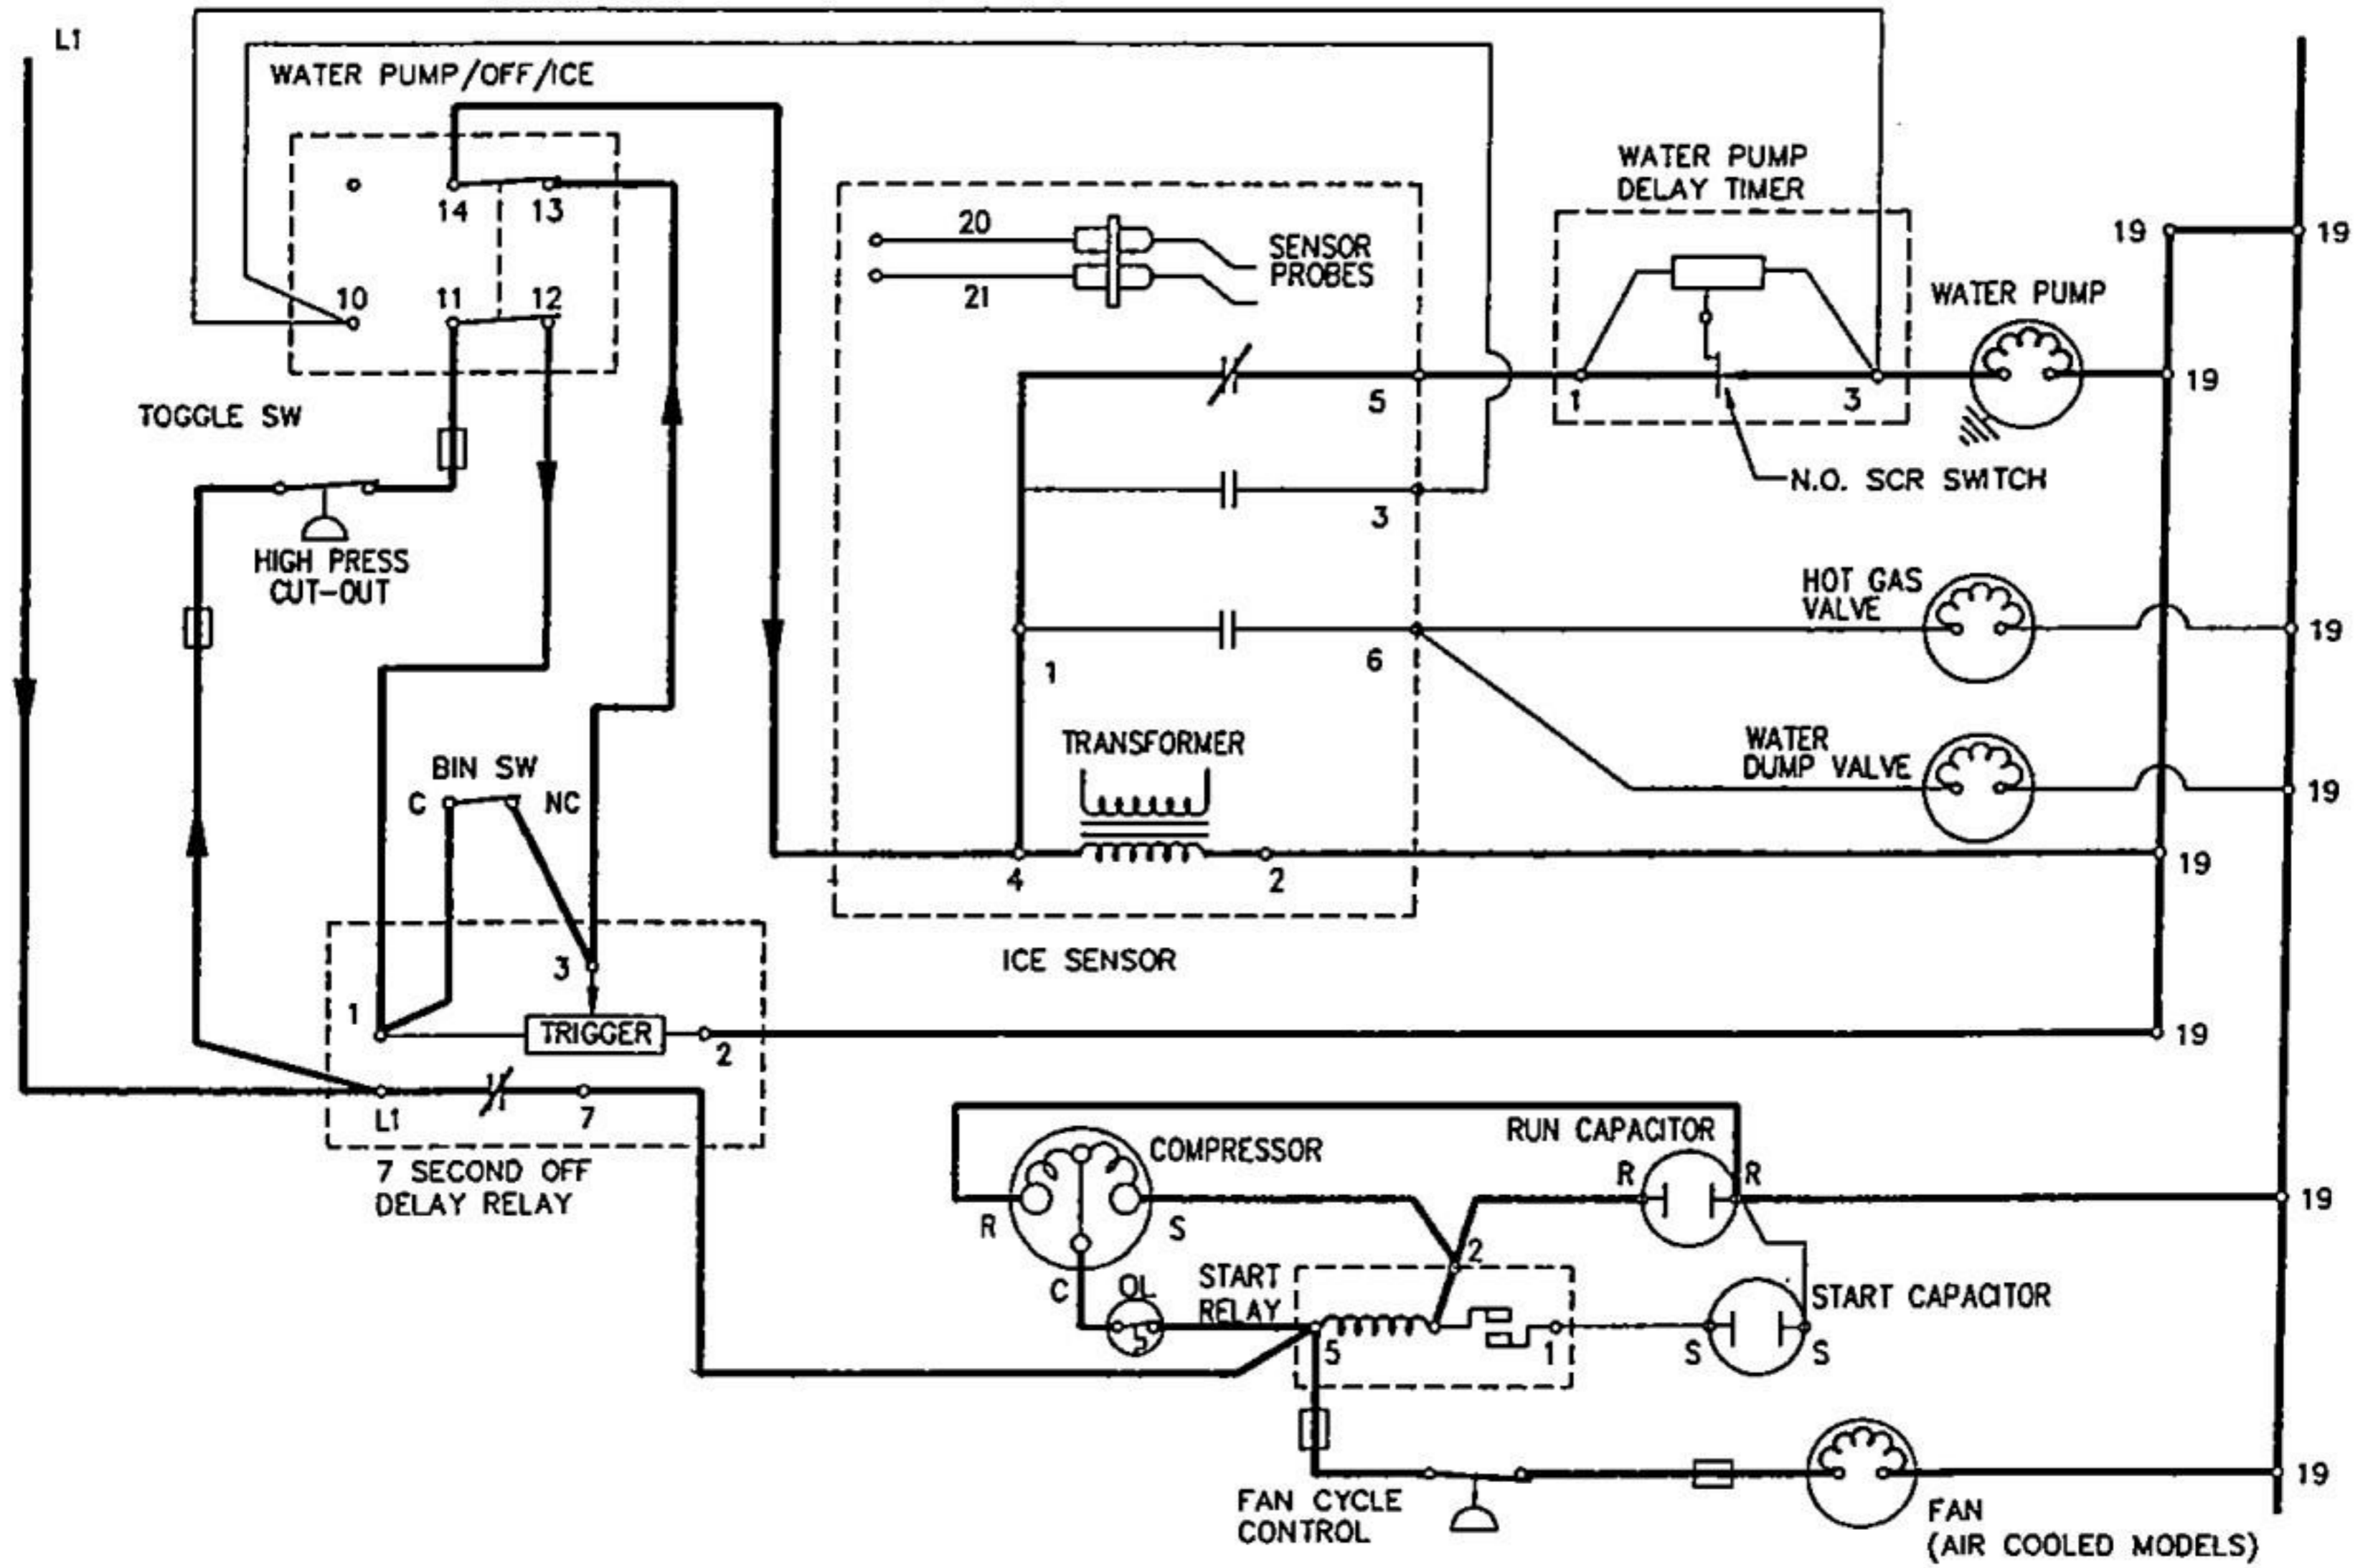 L1
WATER PUMP/OFF/ICE
14
13
10
11
12
TOGGLE SW
HIGH PRESS
CUT-OUT
BIN SW
C
NC
3
1
TRIGGER
2
L1
7
7 SECOND OFF
DELAY RELAY
20
21
SENSOR
PROBES
5
3
1
6
TRANSFORMER
4
2
ICE SENSOR
WATER PUMP
DELAY TIMER
1
3
N.O. SCR SWITCH
WATER PUMP
19
19
19
HOT GAS
VALVE
19
WATER
DUMP VALVE
19
19
19
COMPRESSOR
R
S
C
OL
START
RELAY
2
5
1
RUN CAPACITOR
R
R
19
START CAPACITOR
S
S
FAN CYCLE
CONTROL
19
FAN
(AIR COOLED MODELS)